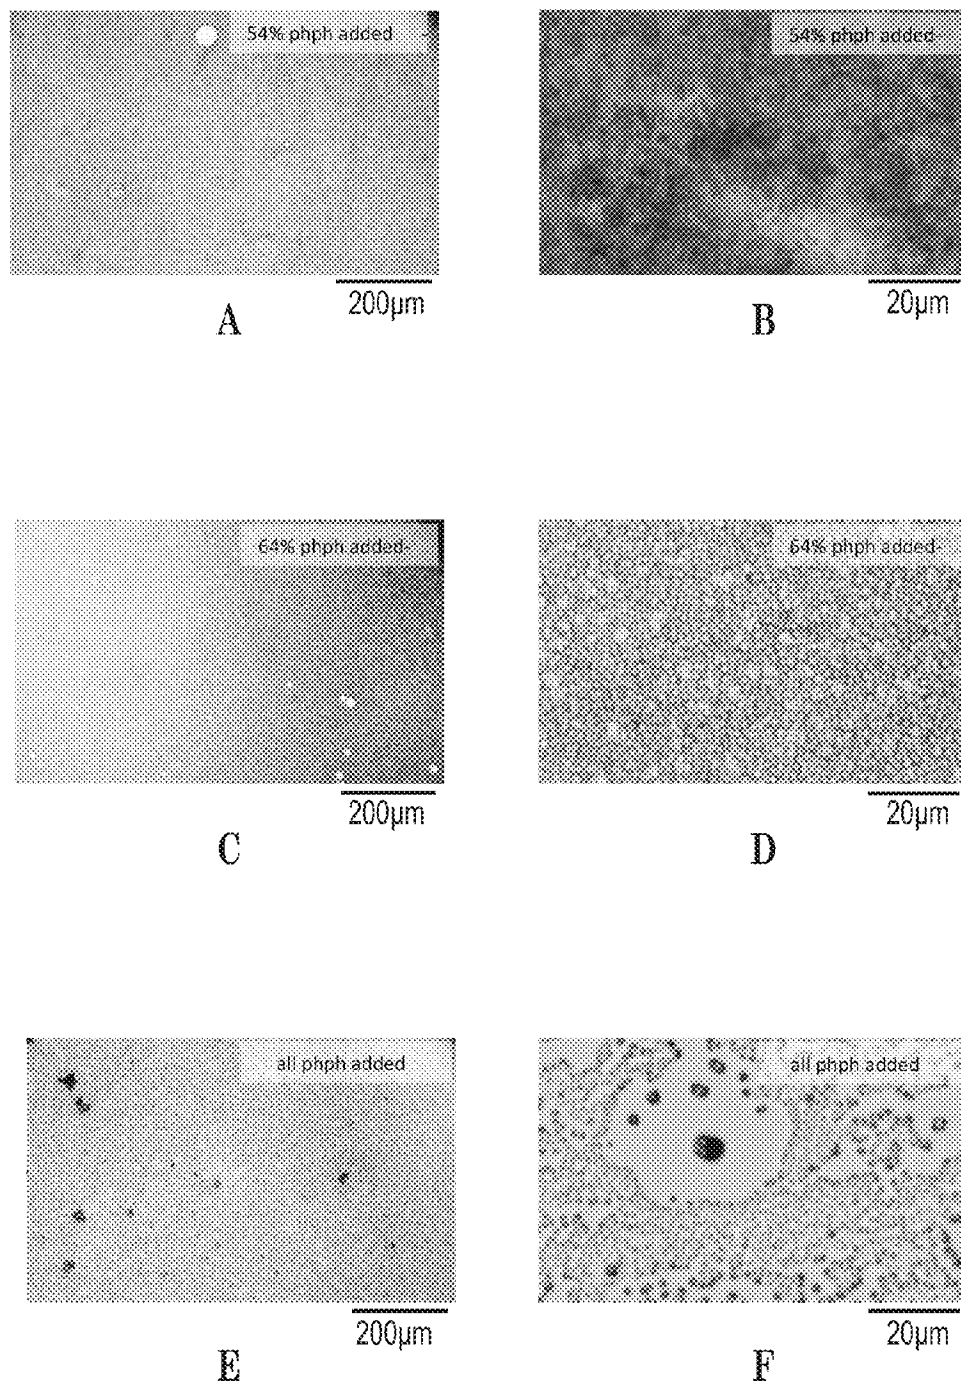 54% phph added -
54% phph added-
200µm
20µm
A
B
64% phph added-
64% phph added-
200µm
20µm
C
D
all phph added
all phph added
200µm
20µm
E
F